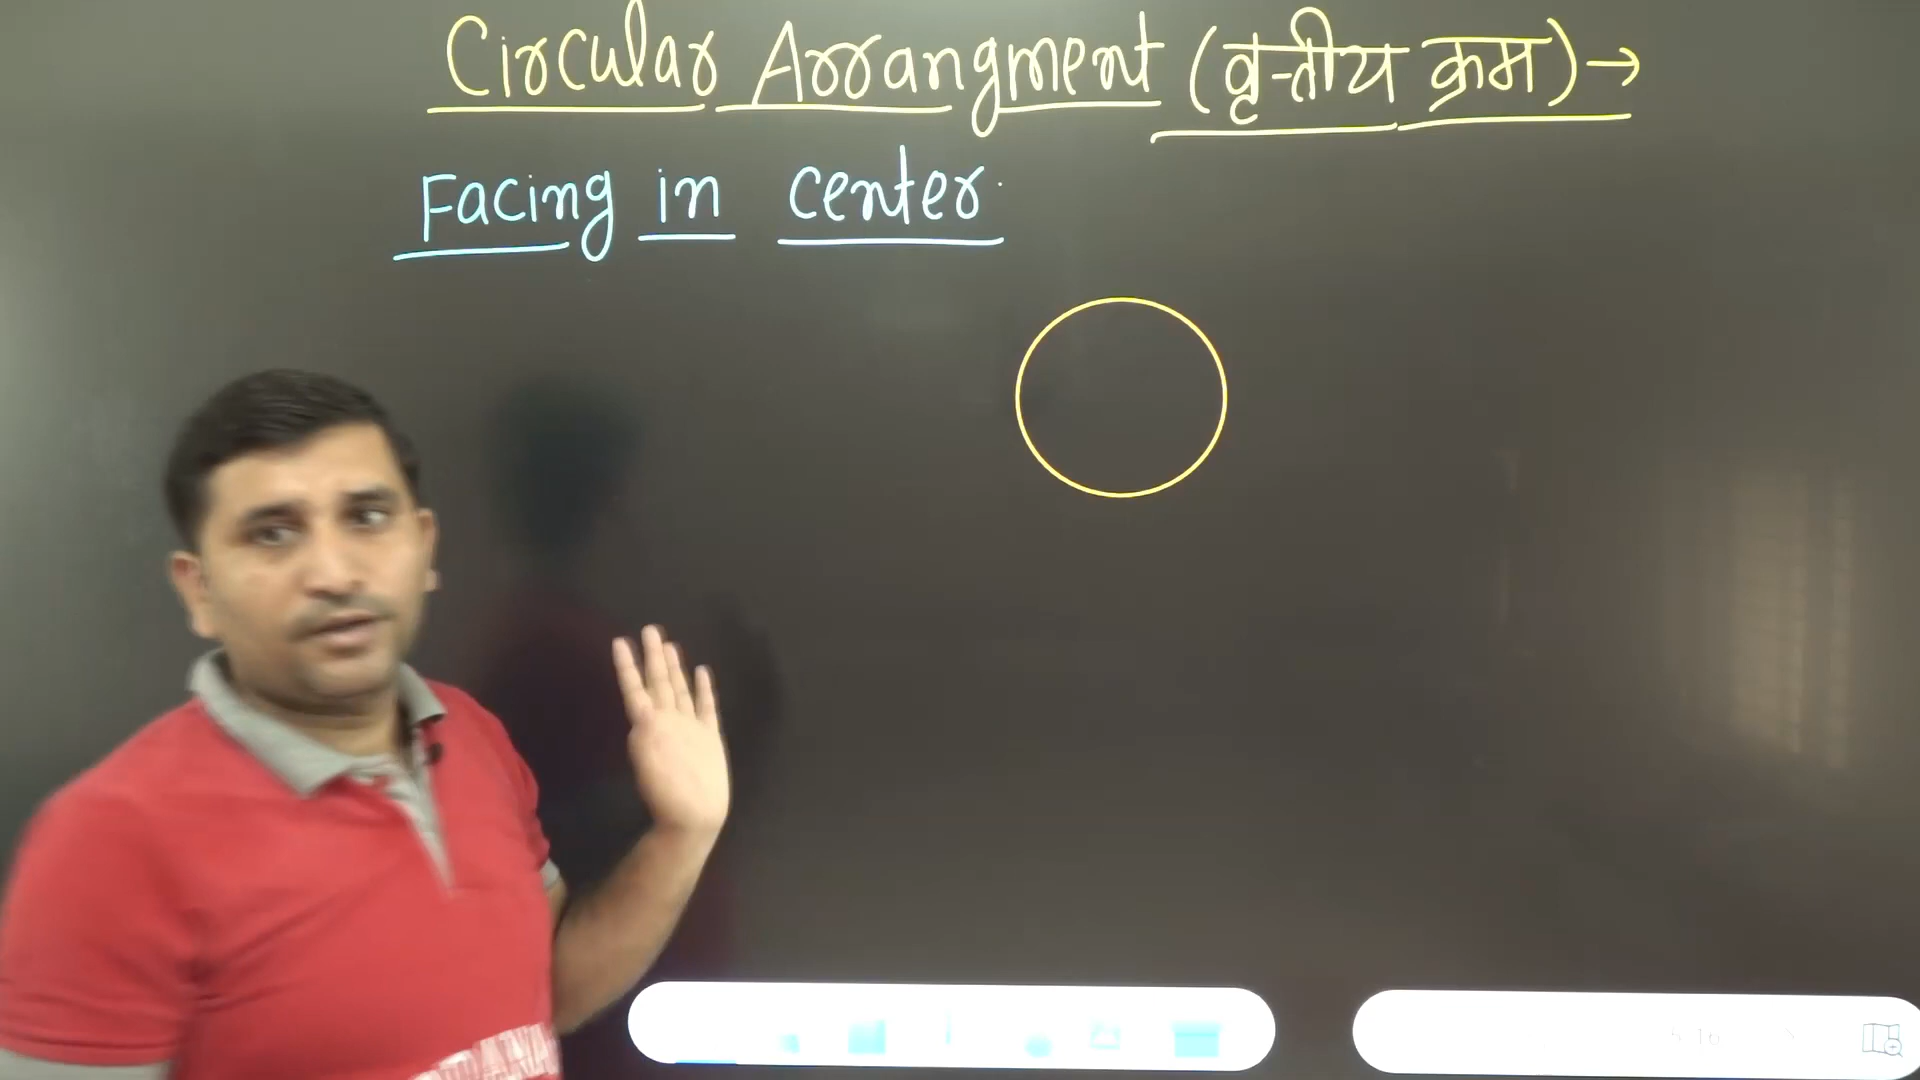 Circular Arrangment (वृत्तीय क्रम)→
Facing in center